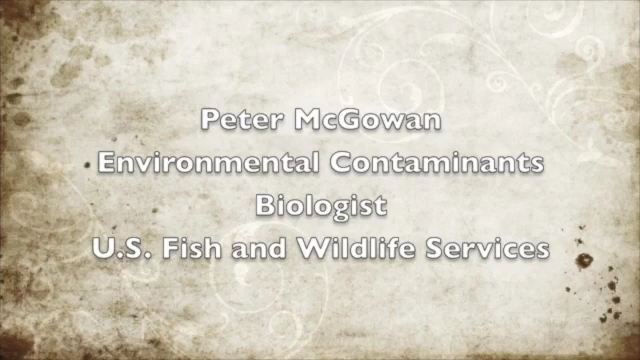 Peter McGowan
Environmental Contaminants
Biologist
U.S. Fish and Wildlife Services